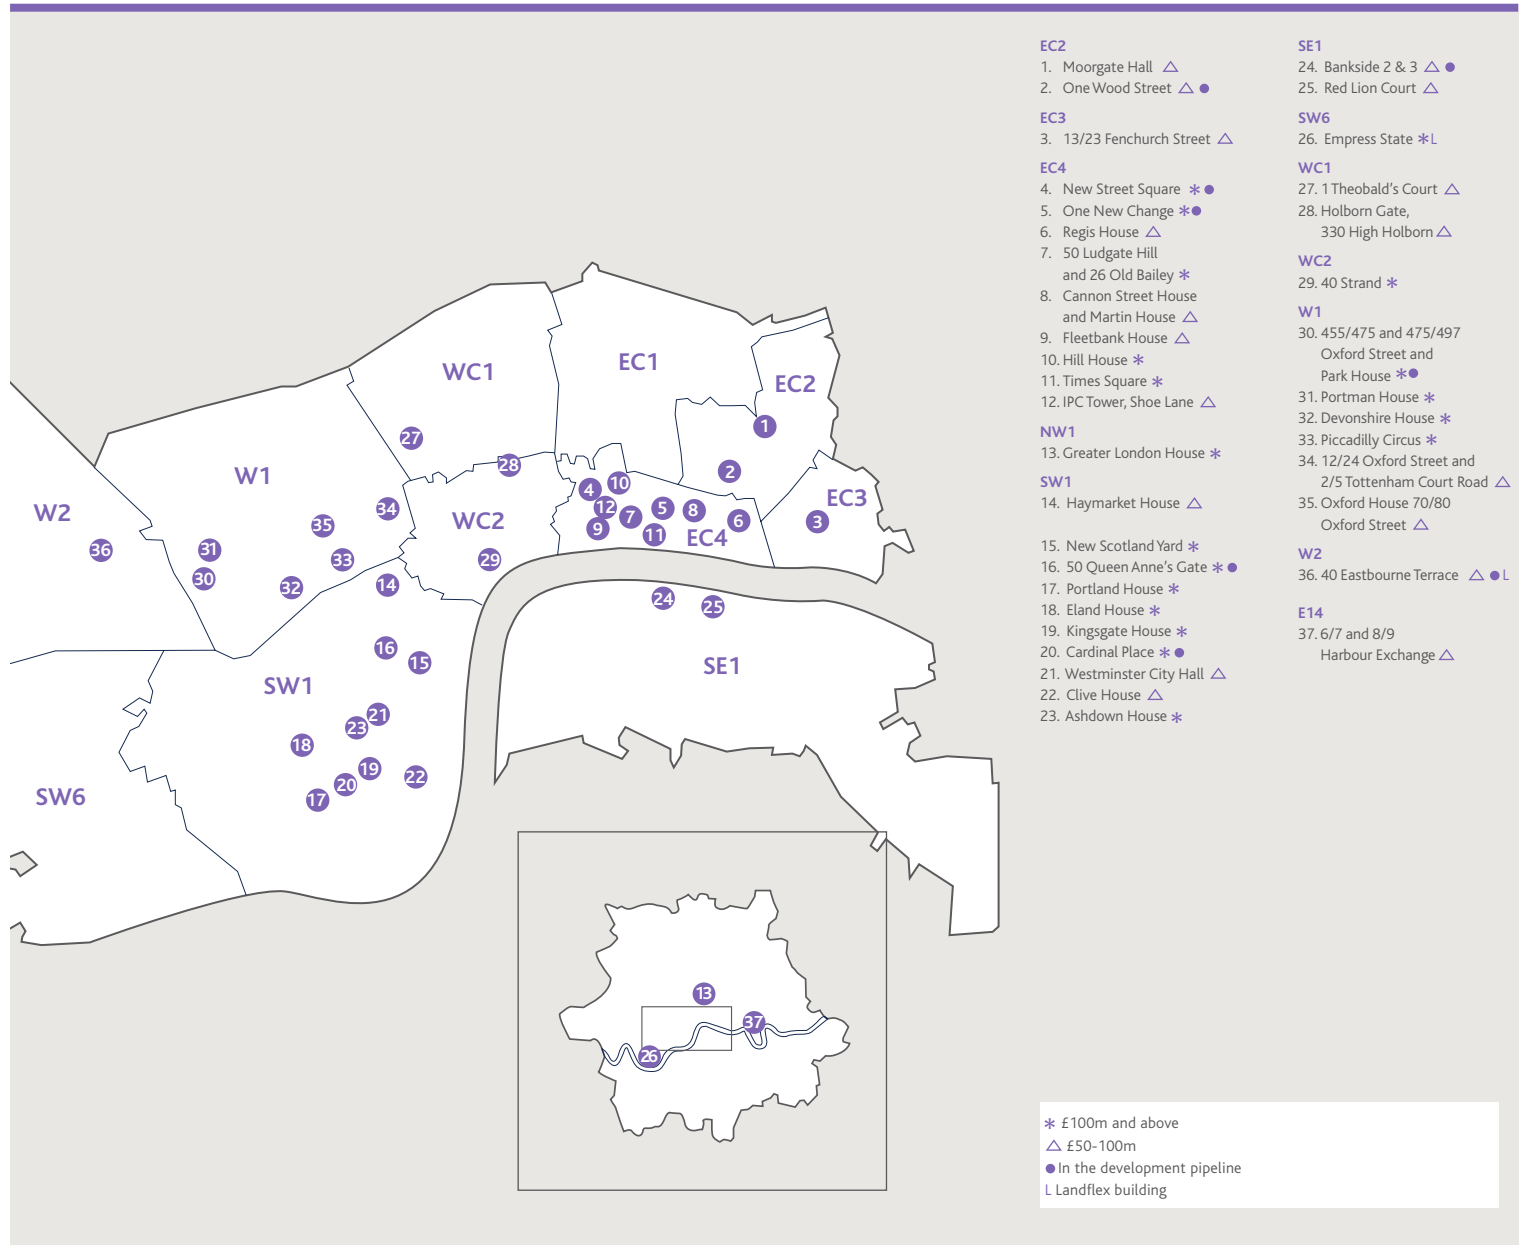 EC2
1. Moorgate Hall △
2. One Wood Street △ ●
EC3
3. 13/23 Fenchurch Street △
EC4
4. New Street Square * ●
5. One New Change * ●
6. Regis House △
7. 50 Ludgate Hill
and 26 Old Bailey *
8. Cannon Street House
and Martin House △
9. Fleetbank House △
10. Hill House *
11. Times Square *
12. IPC Tower, Shoe Lane △
NW1
13. Greater London House *
SW1
14. Haymarket House △
15. New Scotland Yard *
16. 50 Queen Anne's Gate * ●
17. Portland House *
18. Eland House *
19. Kingsgate House *
20. Cardinal Place * ●
21. Westminster City Hall △
22. Clive House △
23. Ashdown House *
SE1
24. Bankside 2 & 3 △ ●
25. Red Lion Court △
SW6
26. Empress State * L
WC1
27. 1 Theobald's Court △
28. Holborn Gate,
330 High Holborn △
WC2
29. 40 Strand *
W1
30. 455/475 and 475/497
Oxford Street and
Park House * ●
31. Portman House *
32. Devonshire House *
33. Piccadilly Circus *
34. 12/24 Oxford Street and
2/5 Tottenham Court Road △
35. Oxford House 70/80
Oxford Street △
W2
36. 40 Eastbourne Terrace △ ● L
E14
37. 6/7 and 8/9
Harbour Exchange △
EC1
WC1
EC2
1
27
28
2
W1
10
4
EC3
34
12
5
8
W2
WC2
7
6
3
35
9
11
EC4
31
36
33
29
30
32
14
24
25
16
15
SE1
SW1
21
23
18
19
22
20
SW6
17
13
37
26
* £100m and above
△ £50-100m
● In the development pipeline
L Landflex building